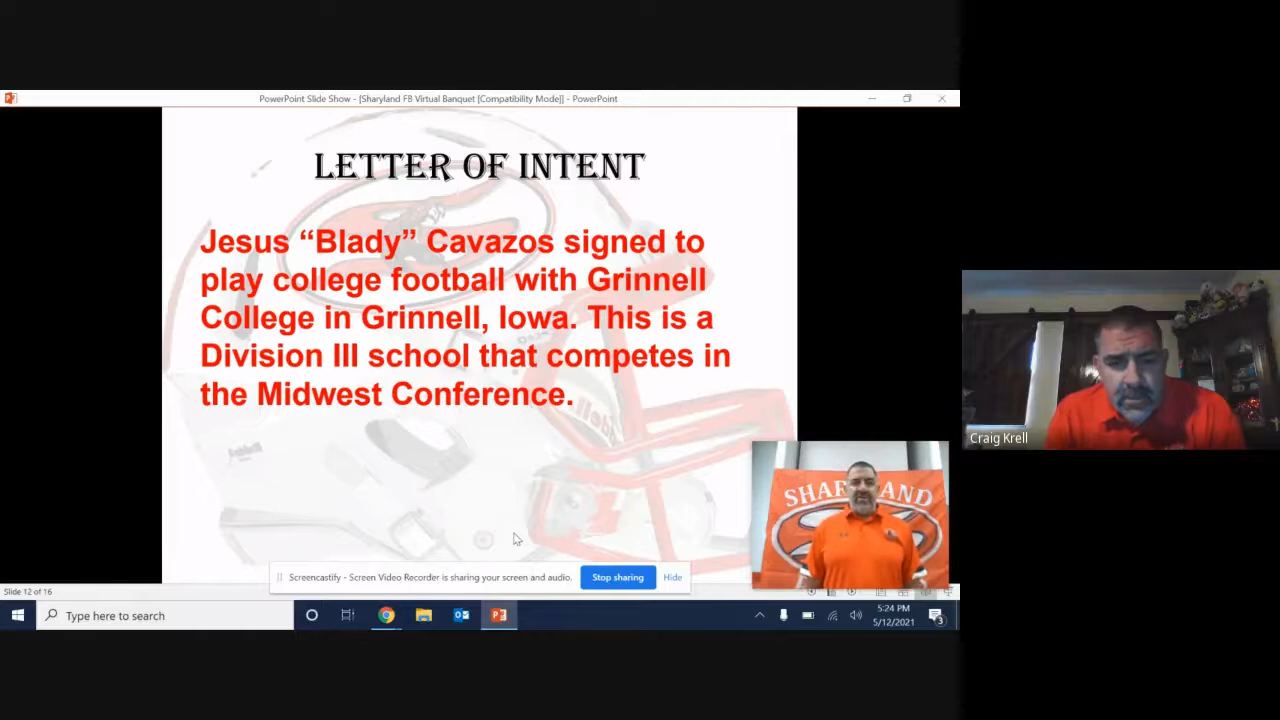 PowerPoint Slide Show - [Sharyland FB Virtual Banquet [Compatibility Mode]] - PowerPoint
LETTER OF INTENT
Jesus “Blady” Cavazos signed to
play college football with Grinnell
College in Grinnell, Iowa. This is a
Division III school that competes in
the Midwest Conference.
Craig Krell
SHARYLAND
Screencastify - Screen Video Recorder is sharing your screen and audio.
Stop sharing
Hide
Slide 12 of 16
Type here to search
5:24 PM
5/12/2021
3